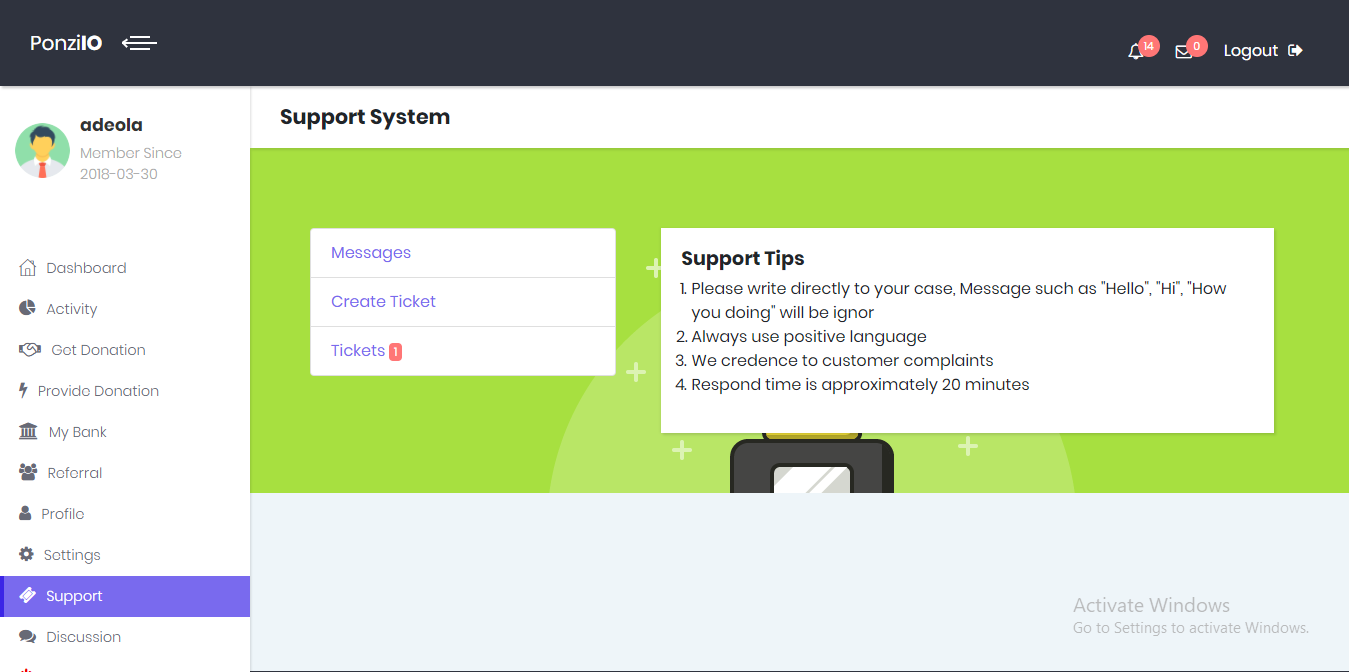 PonziIO
14
0
Logout
adeola
Member Since
2018-03-30
Dashboard
Activity
Get Donation
Provide Donation
My Bank
Referral
Profile
Settings
Support
Discussion
Support System
Messages
Create Ticket
Tickets 1
Support Tips
1. Please write directly to your case, Message such as "Hello", "Hi", "How
you doing" will be ignor
2. Always use positive language
3. We credence to customer complaints
4. Respond time is approximately 20 minutes
Activate Windows
Go to Settings to activate Windows.